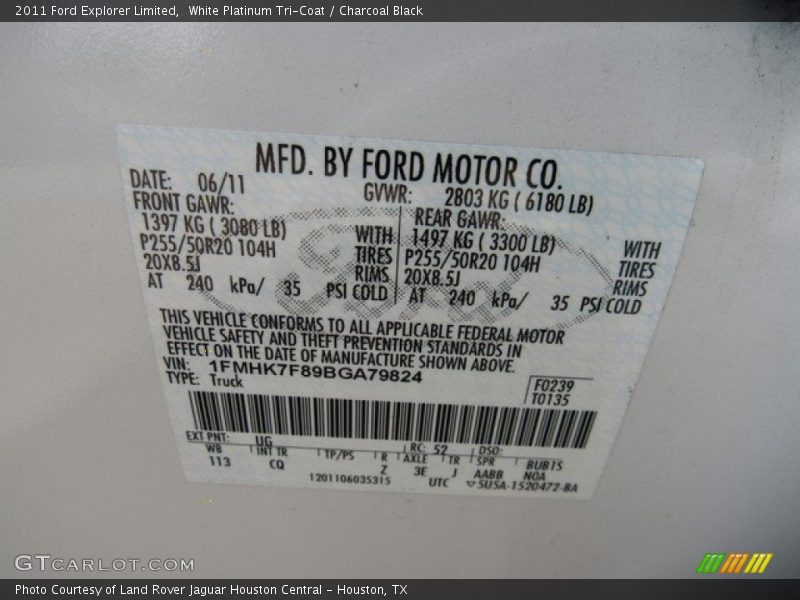 2011 Ford Explorer Limited, White Platinum Tri-Coat / Charcoal Black
MFD. BY FORD MOTOR CO.
DATE: 06/11 GVWR: 2803 KG ( 6180 LB)
FRONT GAWR: REAR GAWR:
1397 KG ( 3080 LB) WITH 1497 KG ( 3300 LB) WITH
P255/50R20 104H TIRES P255/50R20 104H TIRES
20X8.5J RIMS 20X8.5J RIMS
AT 240 kPa/ 35 PSI COLD AT 240 kPa/ 35 PSI COLD
Ford
THIS VEHICLE CONFORMS TO ALL APPLICABLE FEDERAL MOTOR
VEHICLE SAFETY AND THEFT PREVENTION STANDARDS IN
EFFECT ON THE DATE OF MANUFACTURE SHOWN ABOVE.
VIN: 1FMHK7F89BGA79824
TYPE: Truck
F0239
T0135
EXT PNT: UG RC: 52 DSO:
WB INT TR TP/PS R AXLE TR SPR BUB1S
113 CQ Z 3E J AABB NOA
1201106035315 UTC 5U5A-1520472-BA
GTCARLOT.COM
Photo Courtesy of Land Rover Jaguar Houston Central - Houston, TX